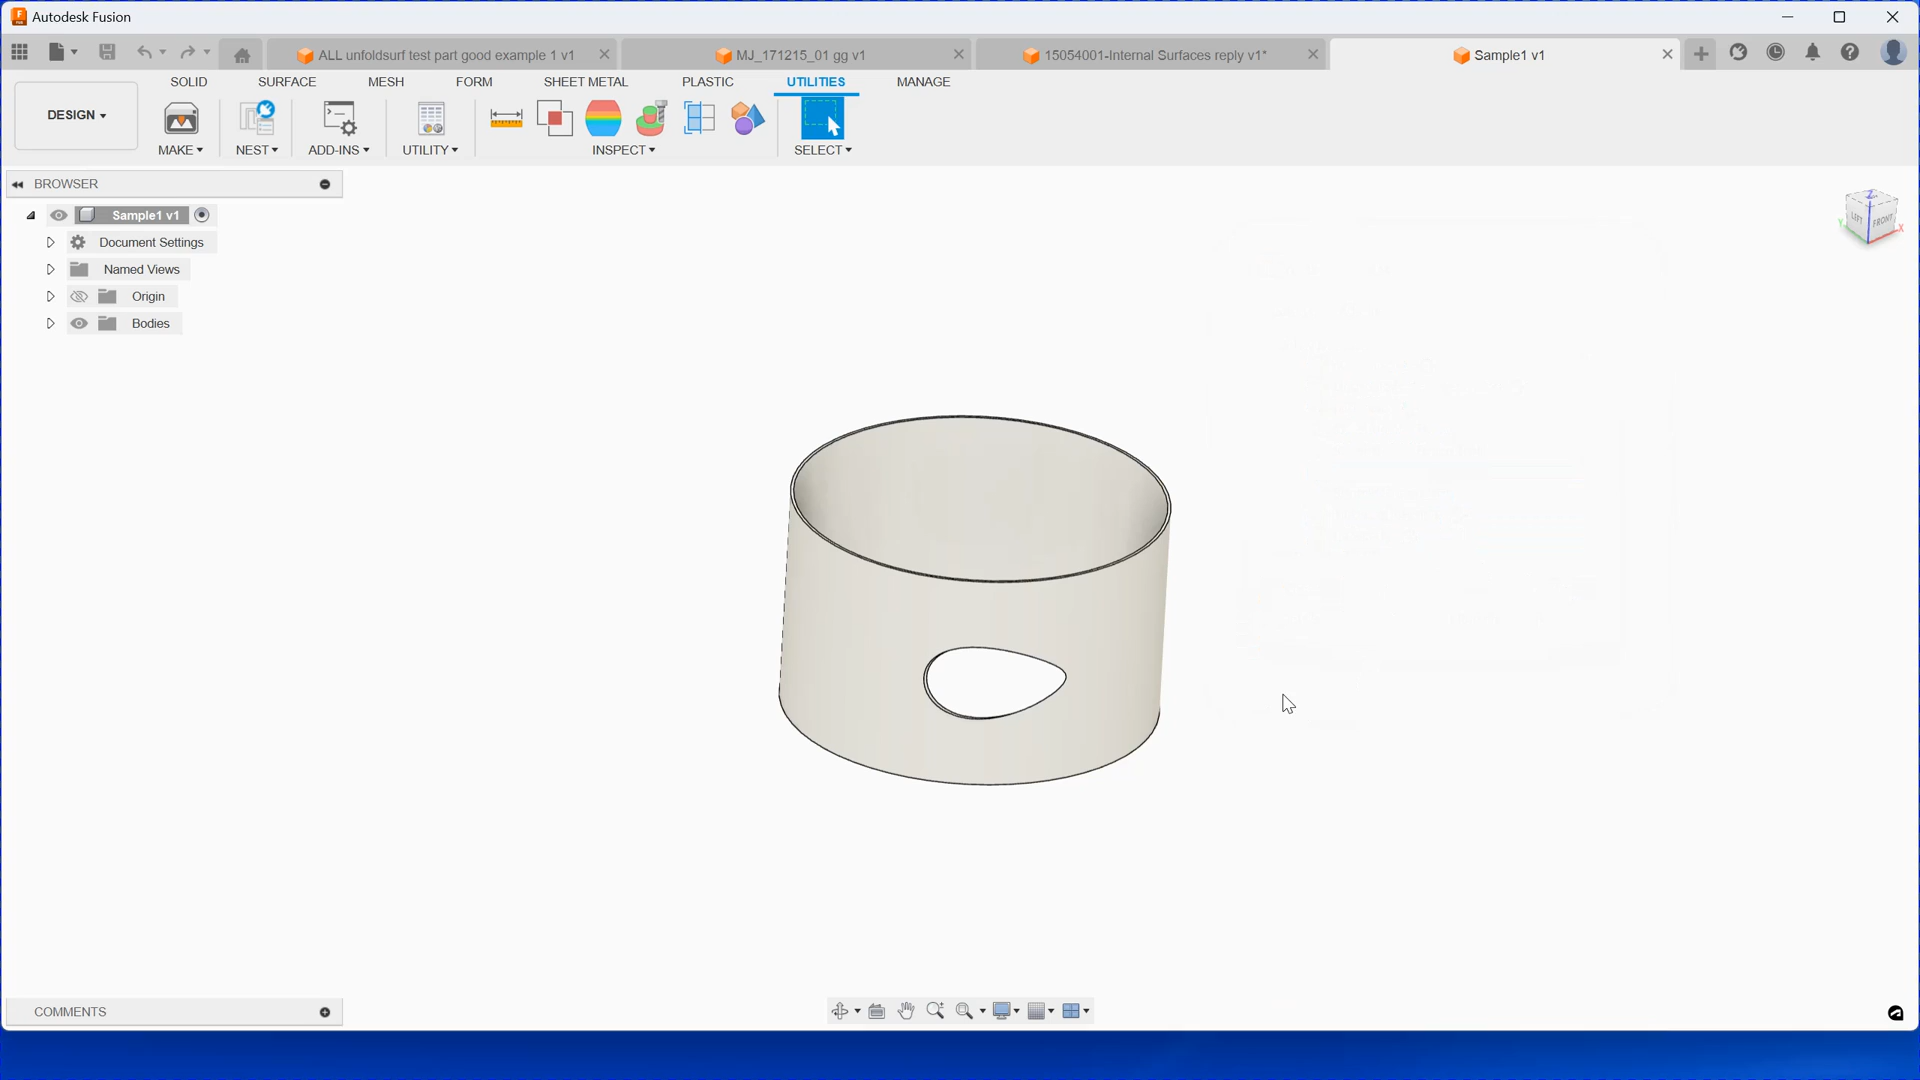 Autodesk Fusion
ALL unfoldsurf test part good example 1 v1
MJ_171215_01 gg v1
15054001-Internal Surfaces reply v1*
Sample1 v1
SOLID
SURFACE
MESH
FORM
SHEET METAL
PLASTIC
UTILITIES
MANAGE
DESIGN
MAKE
NEST
ADD-INS
UTILITY
INSPECT
SELECT
BROWSER
Sample1 v1
Document Settings
Named Views
Origin
Bodies
LEFT
FRONT
Z
Y
X
COMMENTS